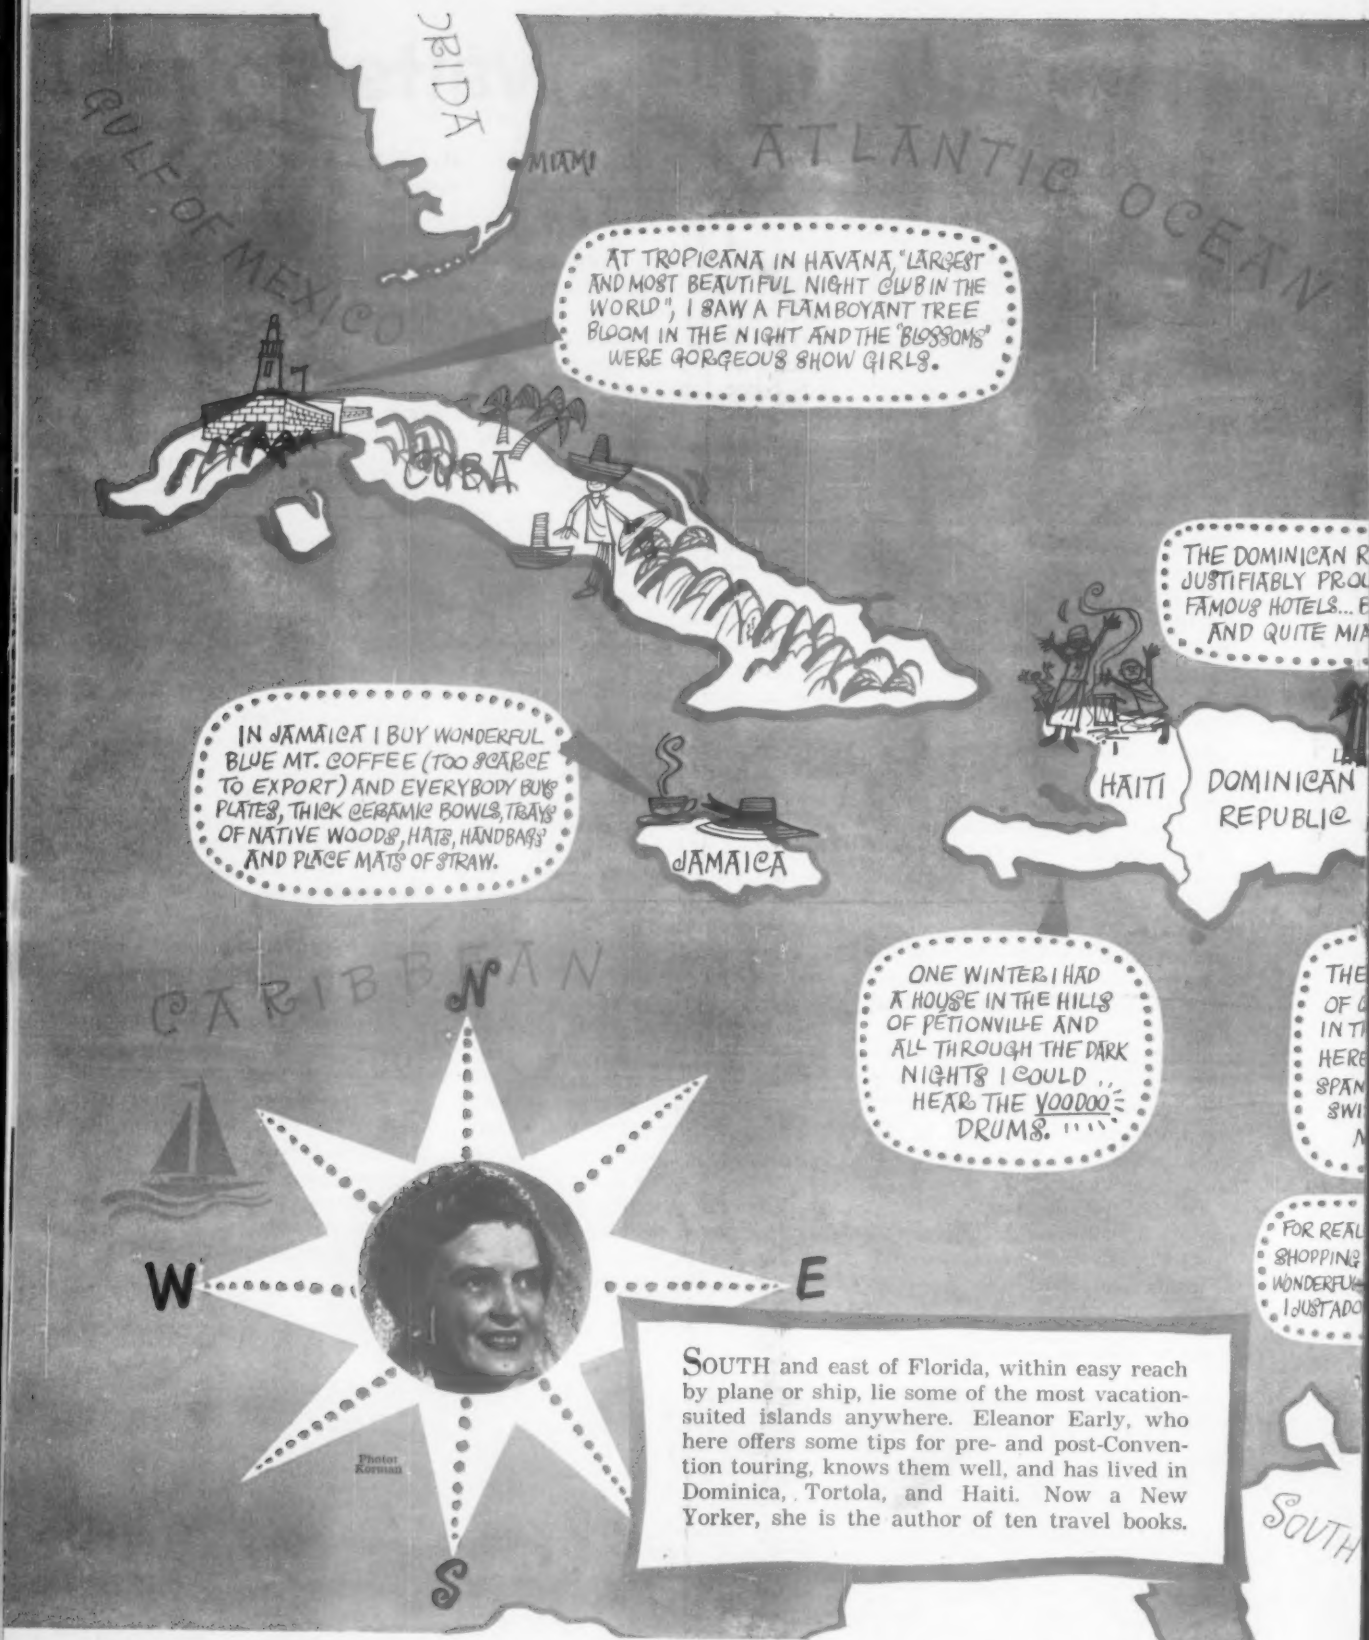 ORIDA
MIAMI
GULF OF MEXICO
ATLANTIC OCEAN
AT TROPICANA IN HAVANA, "LARGEST
AND MOST BEAUTIFUL NIGHT CLUB IN THE
WORLD", I SAW A FLAMBOYANT TREE
BLOOM IN THE NIGHT AND THE "BLOSSOMS"
WERE GORGEOUS SHOW GIRLS.
CUBA
THE DOMINICAN R
JUSTIFIABLY PROU
FAMOUS HOTELS... E
AND QUITE MIA
IN JAMAICA I BUY WONDERFUL
BLUE MT. COFFEE (TOO SCARCE
TO EXPORT) AND EVERYBODY BUYS
PLATES, THICK CERAMIC BOWLS, TRAYS
OF NATIVE WOODS, HATS, HANDBAGS
AND PLACE MATS OF STRAW.
JAMAICA
HAITI
DOMINICAN
REPUBLIC
CARIBBEAN
ONE WINTER I HAD
A HOUSE IN THE HILLS
OF PÉTIONVILLE AND
ALL THROUGH THE DARK
NIGHTS I COULD
HEAR THE VOODOO
DRUMS.
THE
OF
IN T
HERE
SPAN
SWI
N
FOR REAL
SHOPPING
WONDERFUL
I JUST ADO
N
W
E
S
Photo:
Korman
SOUTH and east of Florida, within easy reach
by plane or ship, lie some of the most vacation-
suited islands anywhere. Eleanor Early, who
here offers some tips for pre- and post-Conven-
tion touring, knows them well, and has lived in
Dominica, Tortola, and Haiti. Now a New
Yorker, she is the author of ten travel books.
SOUTH